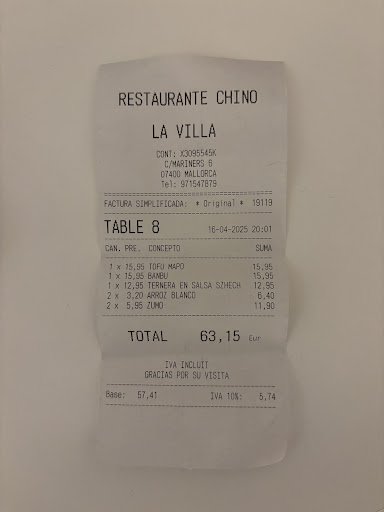 RESTAURANTE CHINO
LA VILLA
CONT: X3095545K
C/MARINERS 6
07400 MALLORCA
Tel: 971547879
FACTURA SIMPLIFICADA: * Original * 19119
TABLE 8 16-04-2025 20:01
CAN. PRE. CONCEPTO SUMA
1 x 15,95 TOFU MAPO 15,95
1 x 15,95 BANBU 15,95
1 x 12,95 TERNERA EN SALSA SZHECH 12,95
2 x 3,20 ARROZ BLANCO 6,40
2 x 5,95 ZUMO 11,90
TOTAL 63,15 Eur
IVA INCLUIT
GRACIAS POR SU VISITA
Base: 57,41 IVA 10%: 5,74